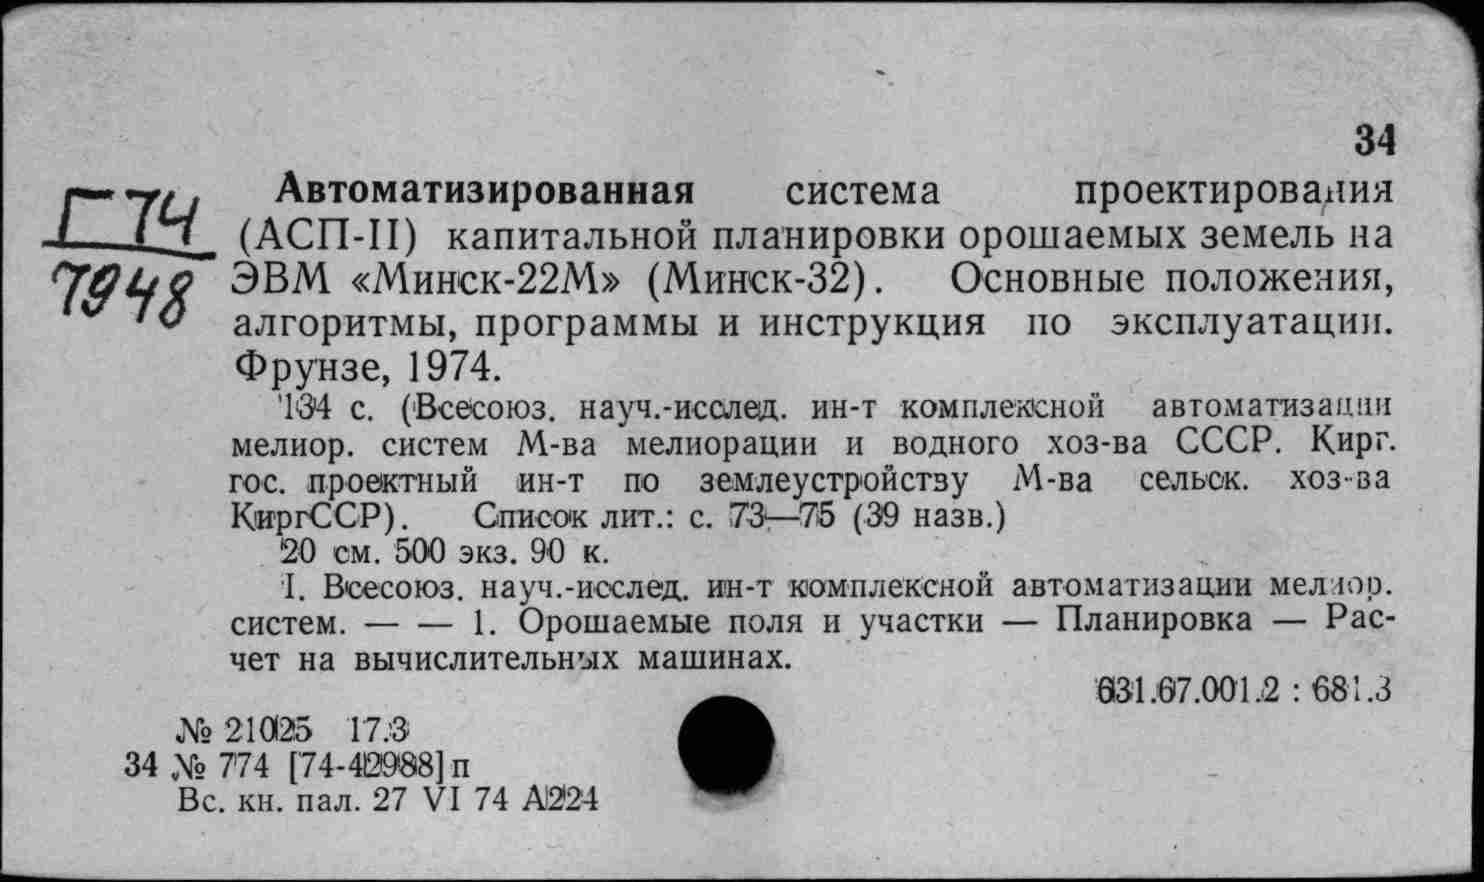 34
Г74
7948
Автоматизированная система проектирования
(АСП-II) капитальной планировки орошаемых земель на
ЭВМ «Минск-22М» (Минск-32). Основные положения,
алгоритмы, программы и инструкция по эксплуатации.
Фрунзе, 1974.
134 с. (Всесоюз. науч.-исслед. ин-т комплексной автоматизации
мелиор. систем М-ва мелиорации и водного хоз-ва СССР. Кирг.
гос. проектный ин-т по землеустройству М-ва сельск. хоз-ва
КиргССР). Список лит.: с. 73—75 (39 назв.)
20 см. 500 экз. 90 к.
I. Всесоюз. науч.-исслед. ин-т комплексной автоматизации мелиор.
систем. — — 1. Орошаемые поля и участки — Планировка — Рас-
чет на вычислительных машинах.
631.67.001.2 : 681.3
№ 21025 17.3
34 № 774 [74-42988] п
Вс. кн. пал. 27 VI 74 А224